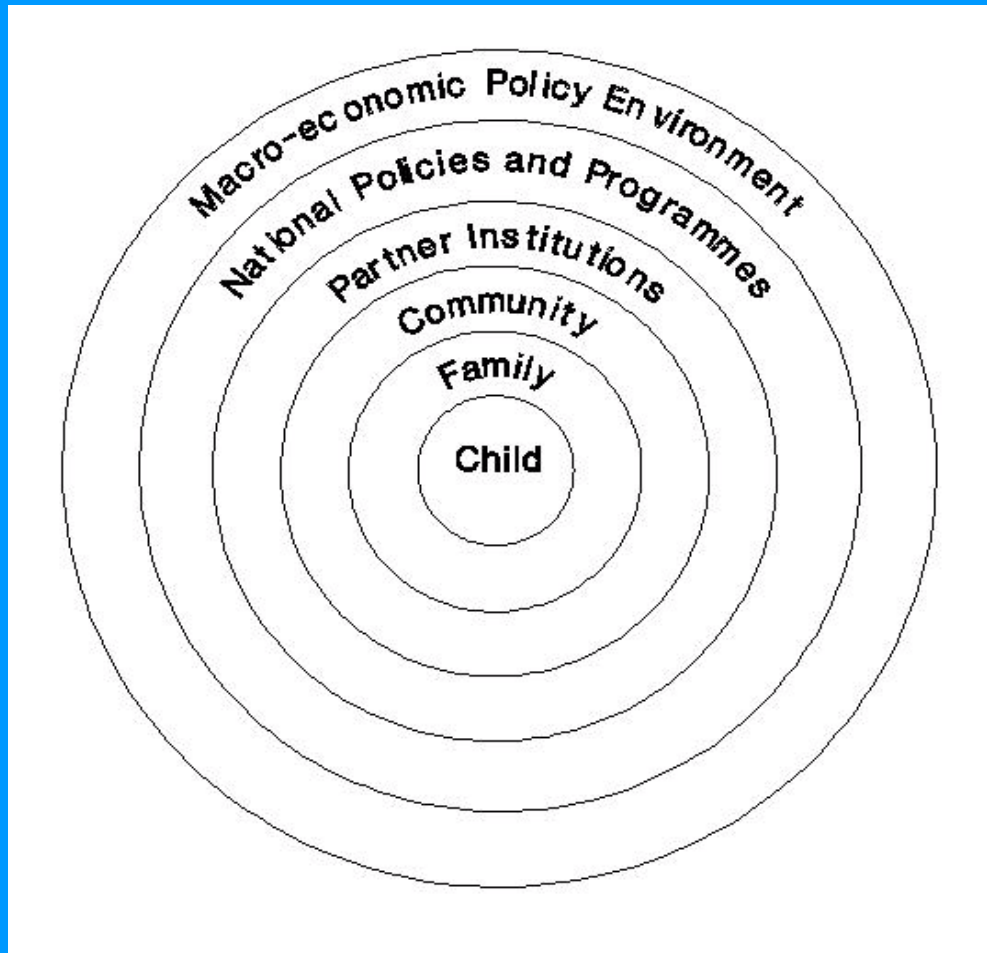 Macro-economic Policy Environment
National Policies and Programmes
Partner Institutions
Community
Family
Child